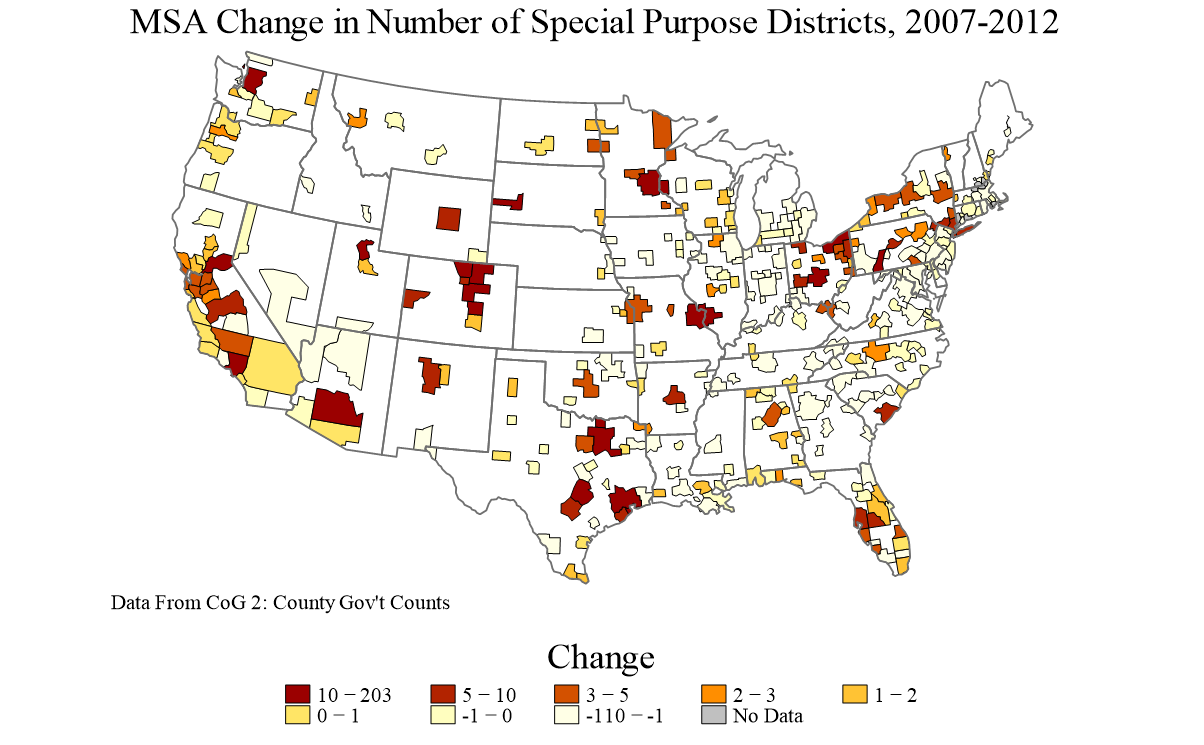 MSA Change in Number of Special Purpose Districts, 2007-2012
Data From CoG 2: County Gov't Counts
Change
10 − 203 5 − 10 3 − 5 2 − 3 1 − 2
0 − 1 -1 − 0 -110 − -1 No Data